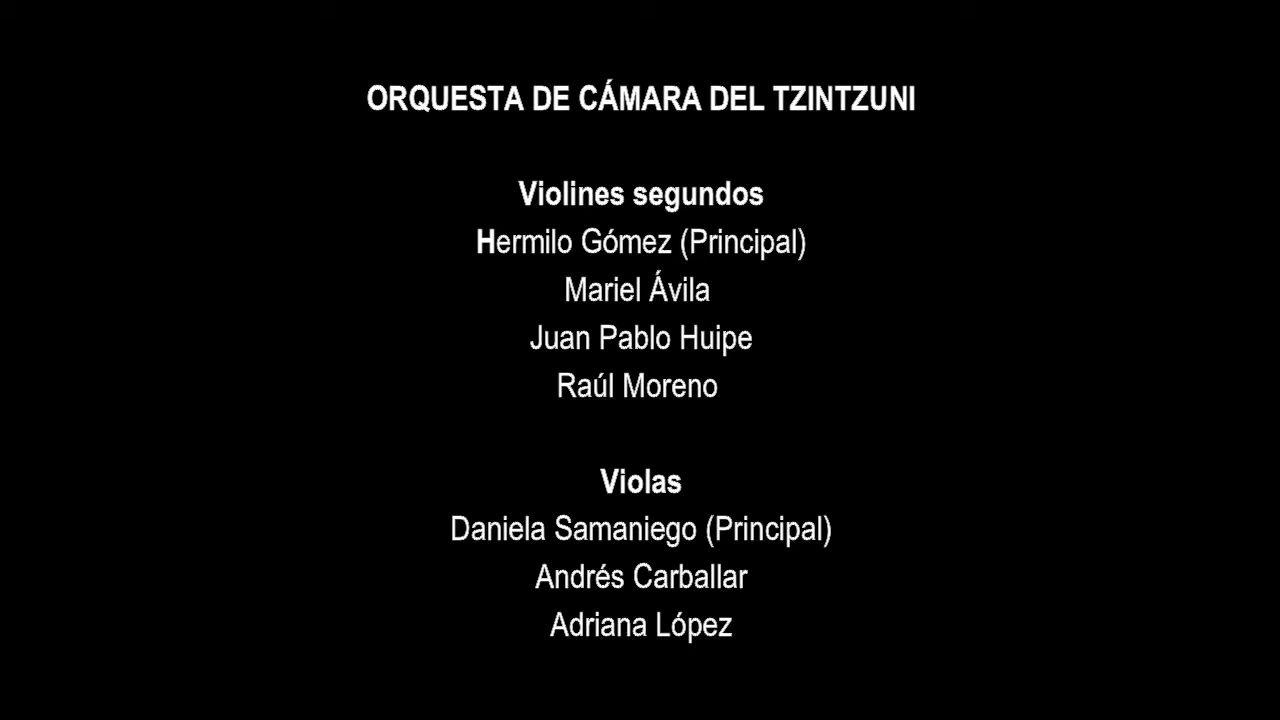 ORQUESTA DE CÁMARA DEL TZINTZUNI
Violines segundos
Hermilo Gómez (Principal)
Mariel Ávila
Juan Pablo Huipe
Raúl Moreno
Violas
Daniela Samaniego (Principal)
Andrés Carballar
Adriana López